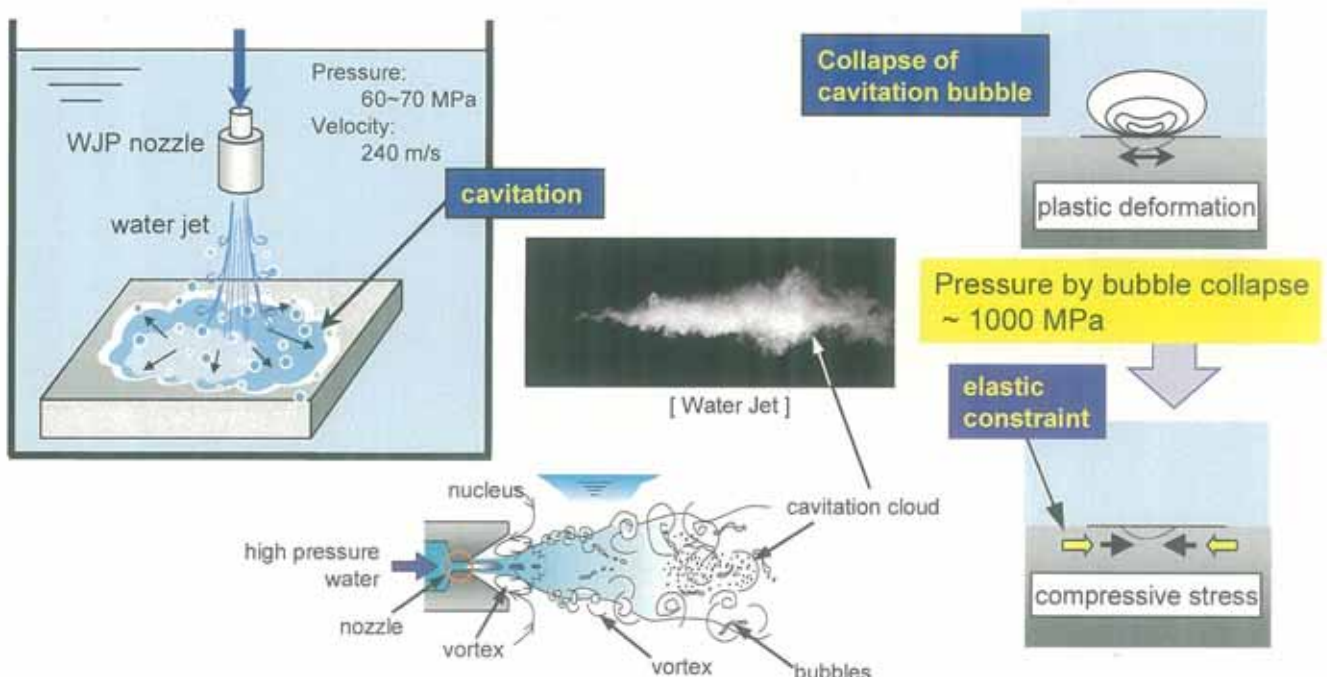 Pressure:
60~70 MPa
Velocity:
240 m/s
WJP nozzle
water jet
cavitation
[ Water Jet ]
nucleus
high pressure
water
nozzle
vortex
vortex
bubbles
cavitation cloud
Collapse of
cavitation bubble
plastic deformation
Pressure by bubble collapse
~ 1000 MPa
elastic
constraint
compressive stress